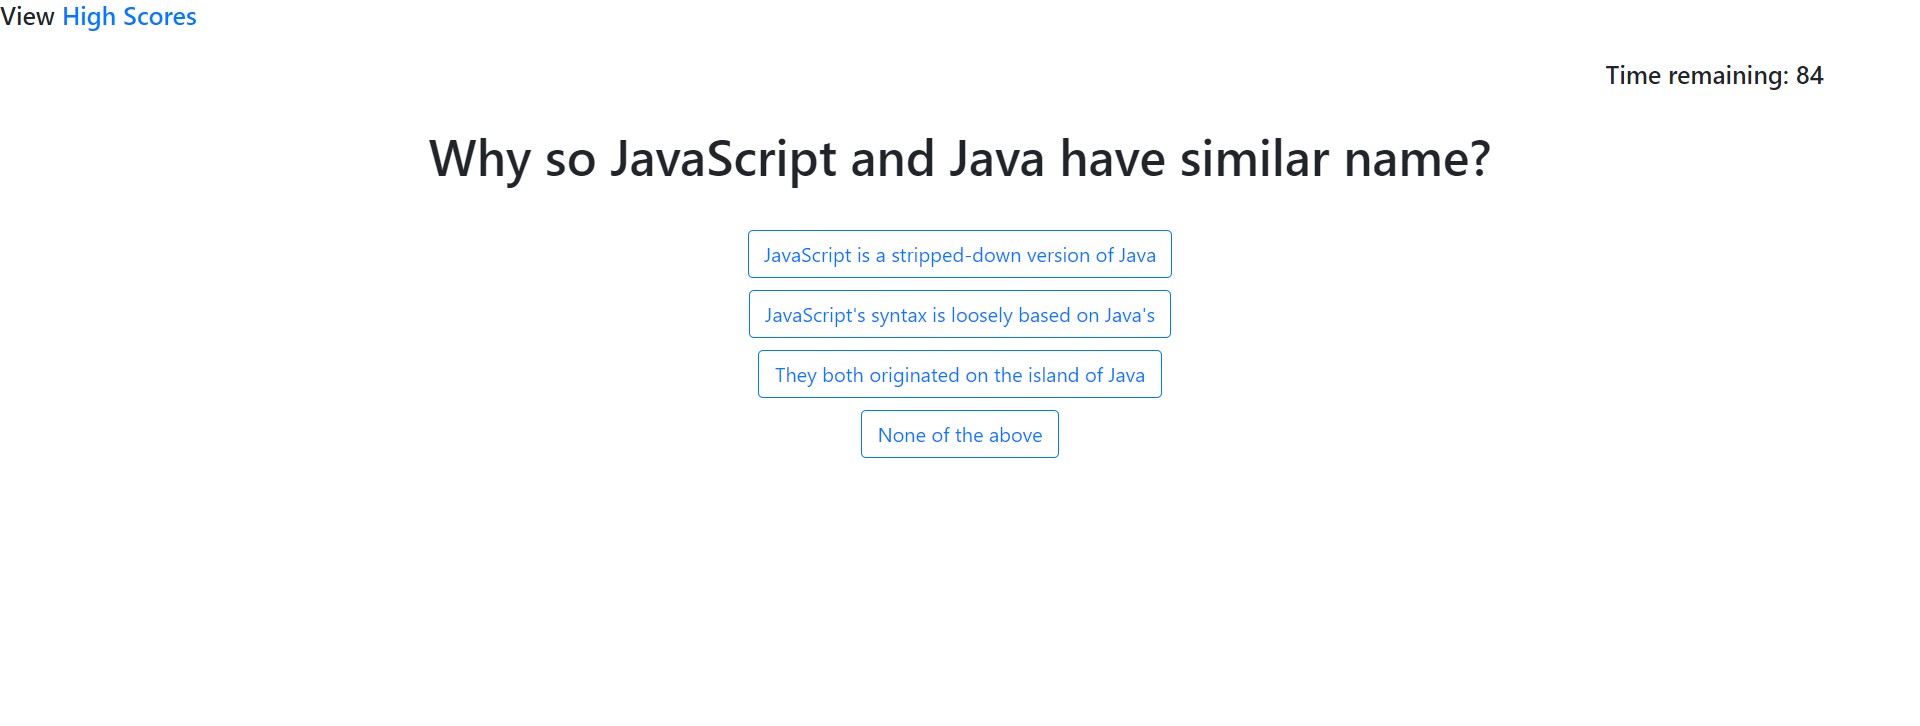 View High Scores
Time remaining: 84
Why so JavaScript and Java have similar name?
JavaScript is a stripped-down version of Java
JavaScript's syntax is loosely based on Java's
They both originated on the island of Java
None of the above